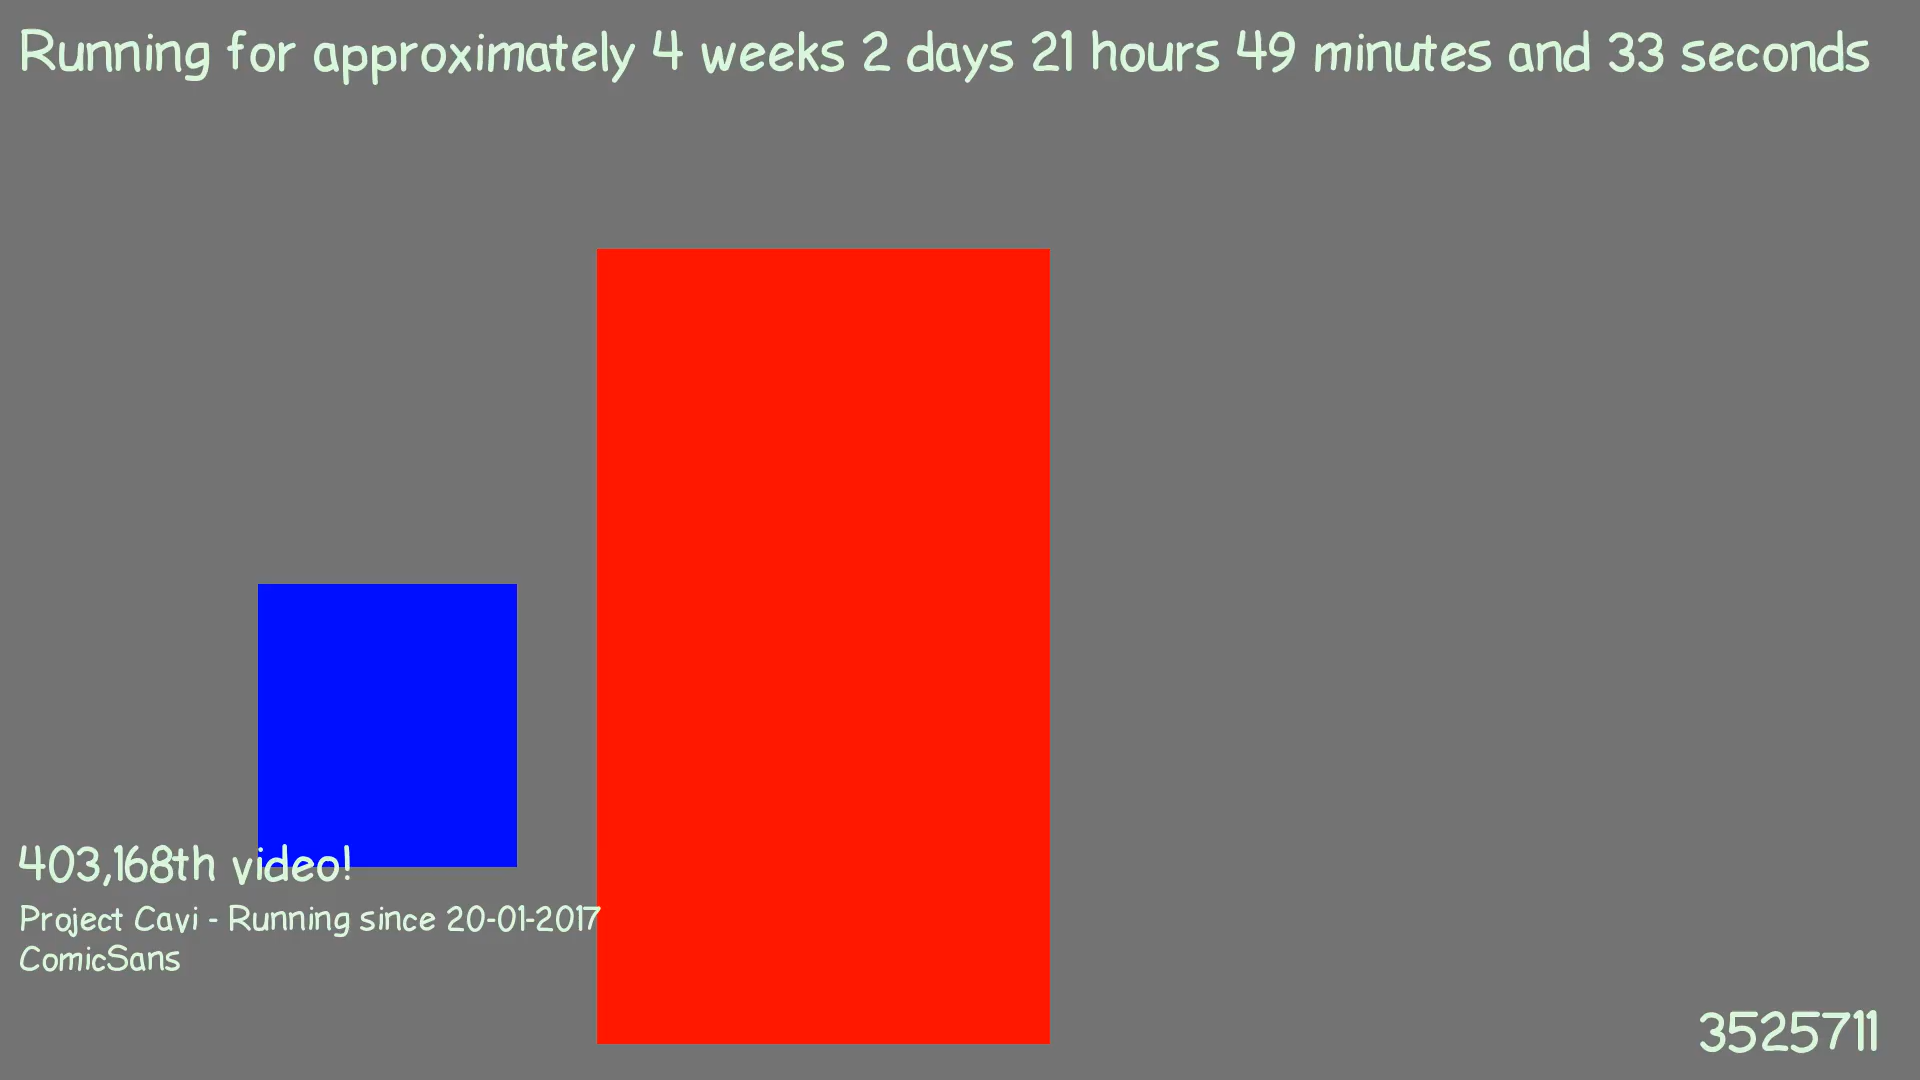 Running for approximately 4 weeks 2 days 21 hours 49 minutes and 33 seconds
403,168th video!
Project Cavi - Running since 20-01-2017
ComicSans
3525711